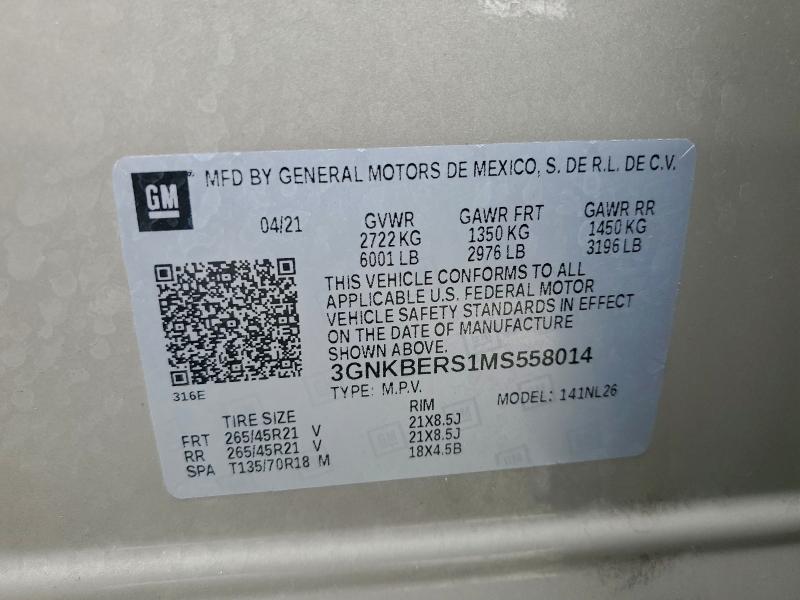 GM MFD BY GENERAL MOTORS DE MEXICO, S. DE R.L. DE C.V.
04/21 GVWR GAWR FRT GAWR RR
2722 KG 1350 KG 1450 KG
6001 LB 2976 LB 3196 LB
THIS VEHICLE CONFORMS TO ALL
APPLICABLE U.S. FEDERAL MOTOR
VEHICLE SAFETY STANDARDS IN EFFECT
ON THE DATE OF MANUFACTURE
SHOWN ABOVE.
3GNKBERS1MS558014
316E
TYPE: M.P.V. MODEL: 141NL26
TIRE SIZE RIM
FRT 265/45R21 V 21X8.5J
RR 265/45R21 V 21X8.5J
SPA T135/70R18 M 18X4.5B